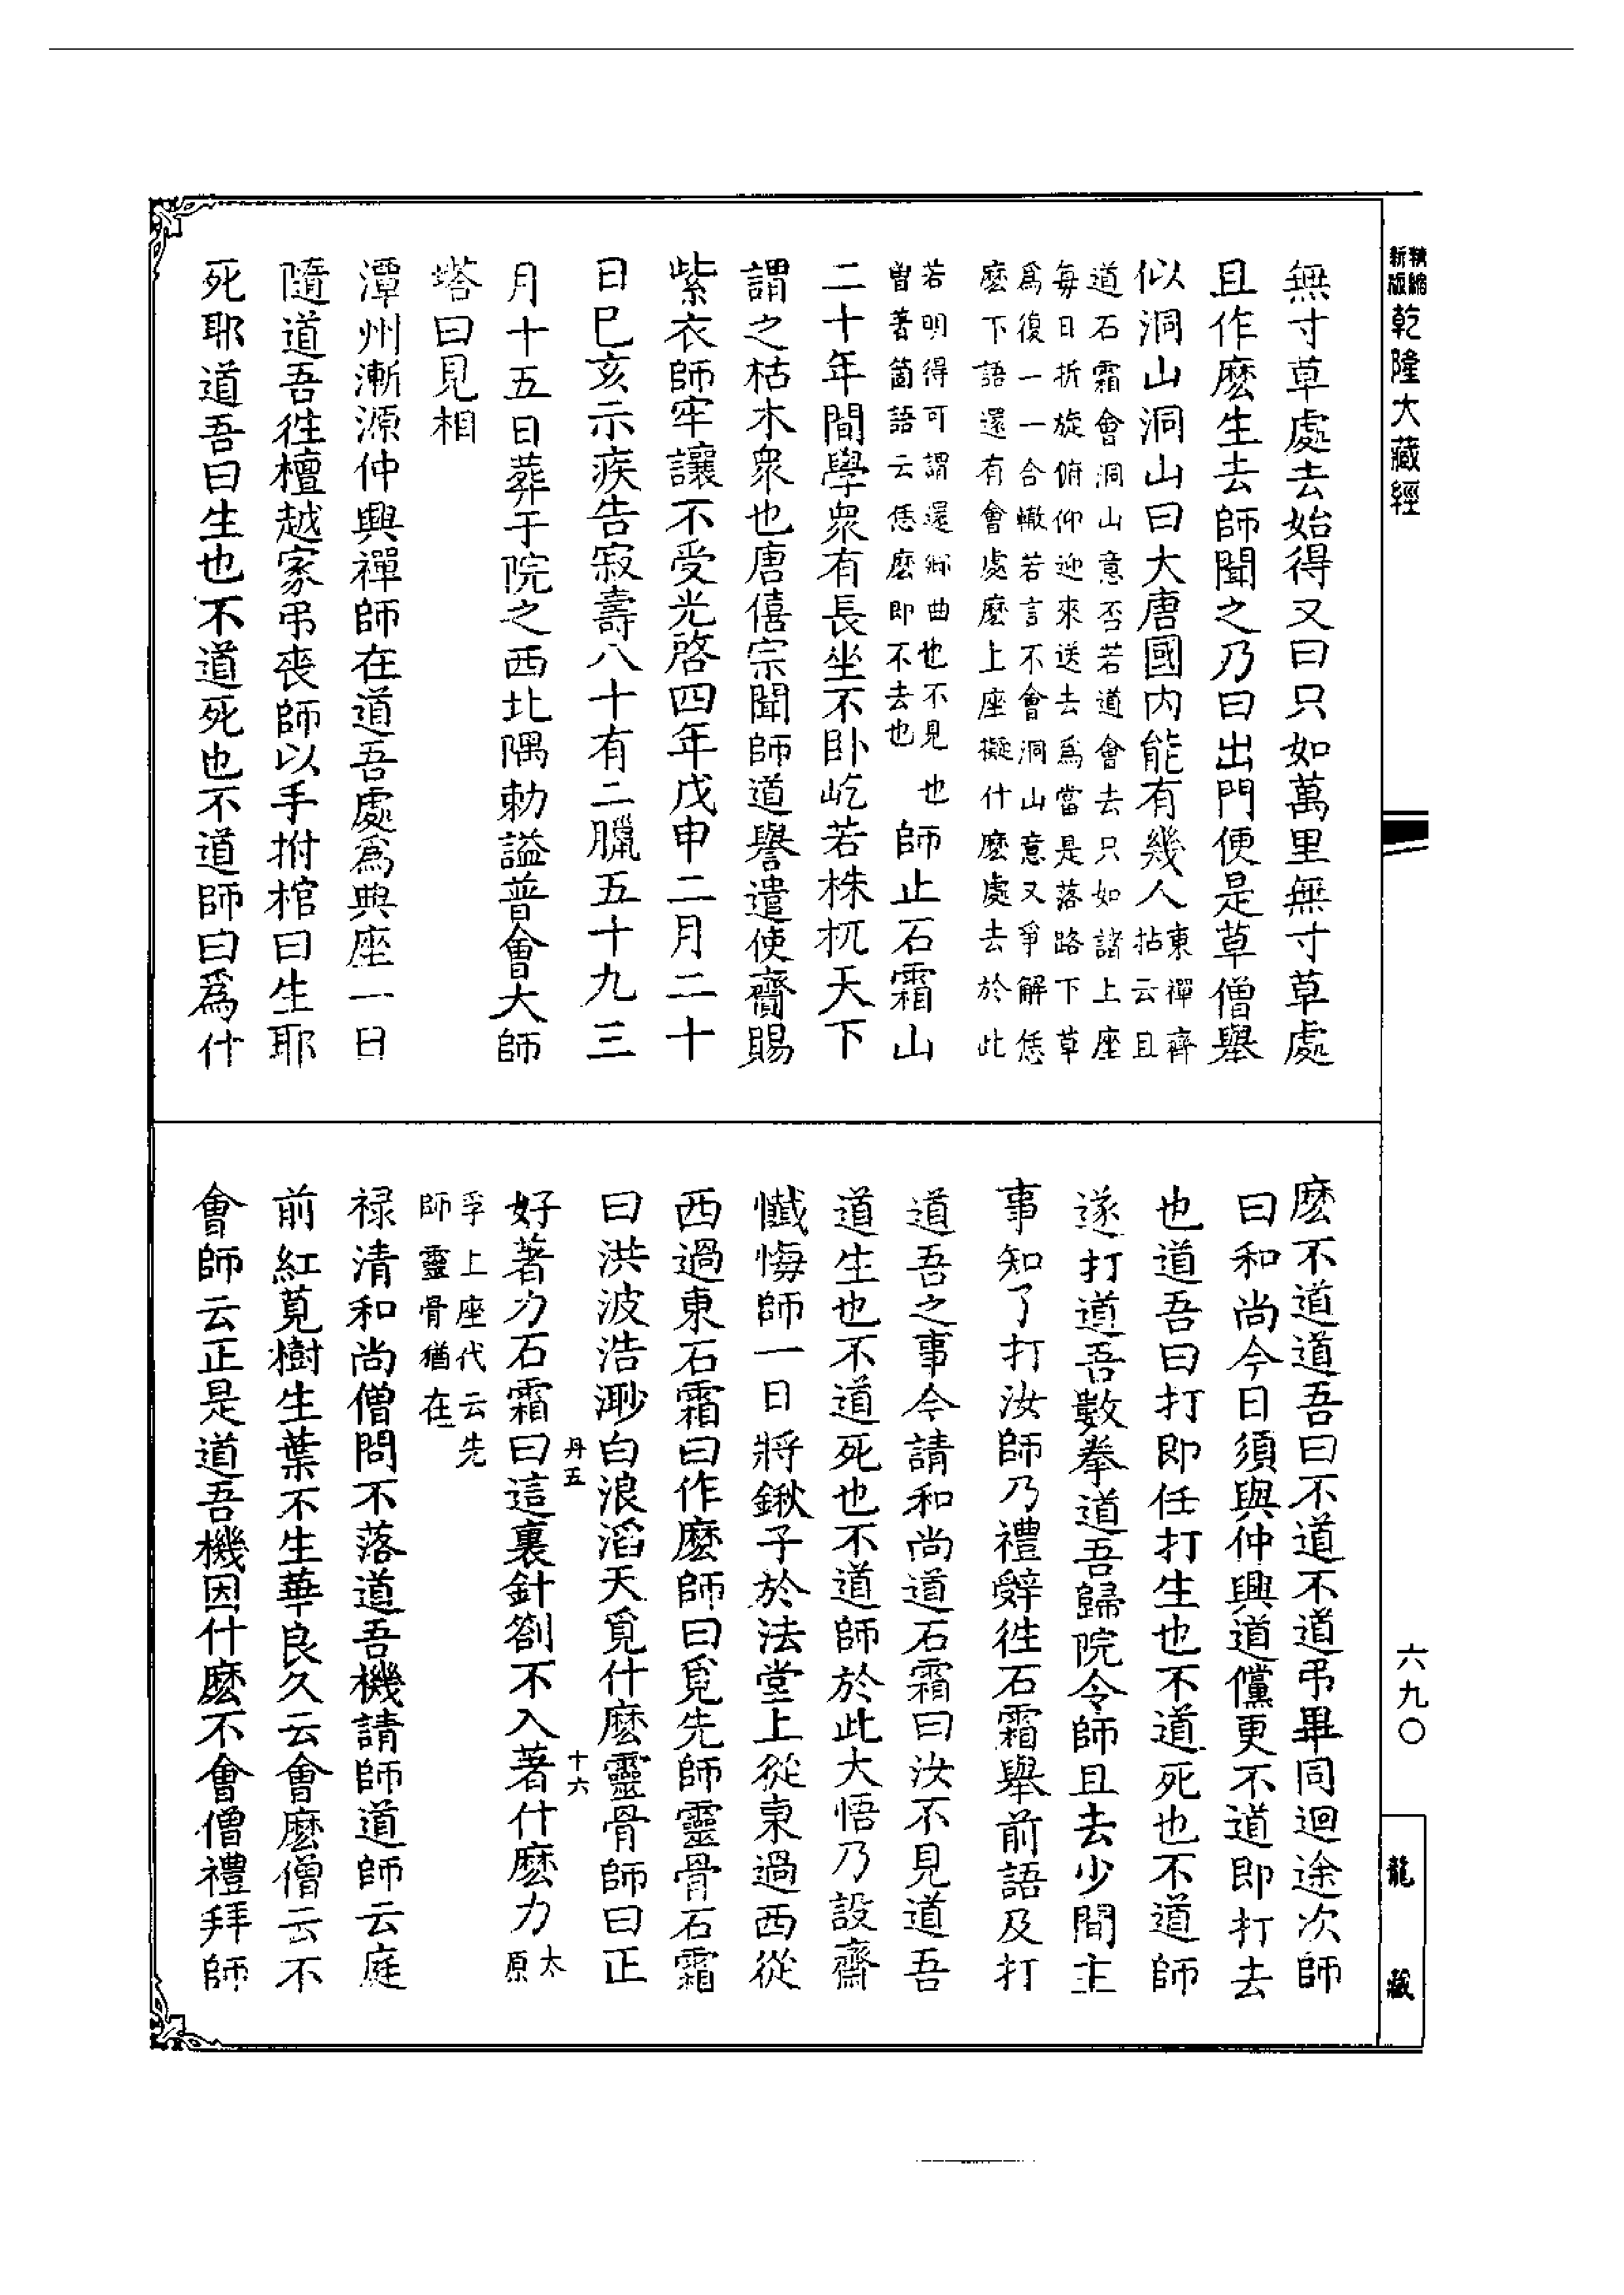 精縮
新版
乾隆大藏經
無寸草處去始得又曰只如萬里無寸草處
且作麽生去師聞之乃曰出門便是草僧舉
似洞山洞山曰大唐國內能有幾人東禪齊
拈云且
道石霜會洞山意否若道會去只如諸上座
每日折旋俯仰迎來送去爲當是落路下草
爲復一一合轍若言不會洞山意又爭解恁
麽下語還有會處麽上座擬什麽處去於此
若明得可謂還鄉曲也不見也
曽著箇語云恁麽即不去也
師止石霜山
二十年間學衆有長坐不卧屹若株杌天下
謂之枯木衆也唐僖宗聞師道譽遣使齎賜
紫衣師牢讓不受光啓四年戊申二月二十
日巳亥示疾告寂壽八十有二臘五十九三
月十五日葬于院之西北隅勅謚普會大師
塔曰見相
潭州漸源仲興禪師在道吾處爲典座一日
隨道吾徃檀越家弔喪師以手拊棺曰生耶
死耶道吾曰生也不道死也不道師曰爲什
麽不道道吾曰不道不道弔畢同迴途次師
曰和尚今日須與仲興道儻更不道即打去
也道吾曰打即任打生也不道死也不道師
遂打道吾數拳道吾歸院令師且去少間主
事知了打汝師乃禮辤徃石霜舉前語及打
道吾之事今請和尚道石霜曰汝不見道吾
道生也不道死也不道師於此大悟乃設齋
懺悔師一日將鍬子於法堂上從東過西從
西過東石霜曰作麽師曰覓先師靈骨石霜
曰洪波浩渺白浪滔天覓什麽靈骨師曰正
丹五
十六
好著力石霜曰這裏針劄不入著什麽力太
原
孚上座代云先
師靈骨猶在
祿清和尚僧問不落道吾機請師道師云庭
前紅莧樹生葉不生華良久云會麽僧云不
會師云正是道吾機因什麽不會僧禮拜師
六九〇
龍
藏